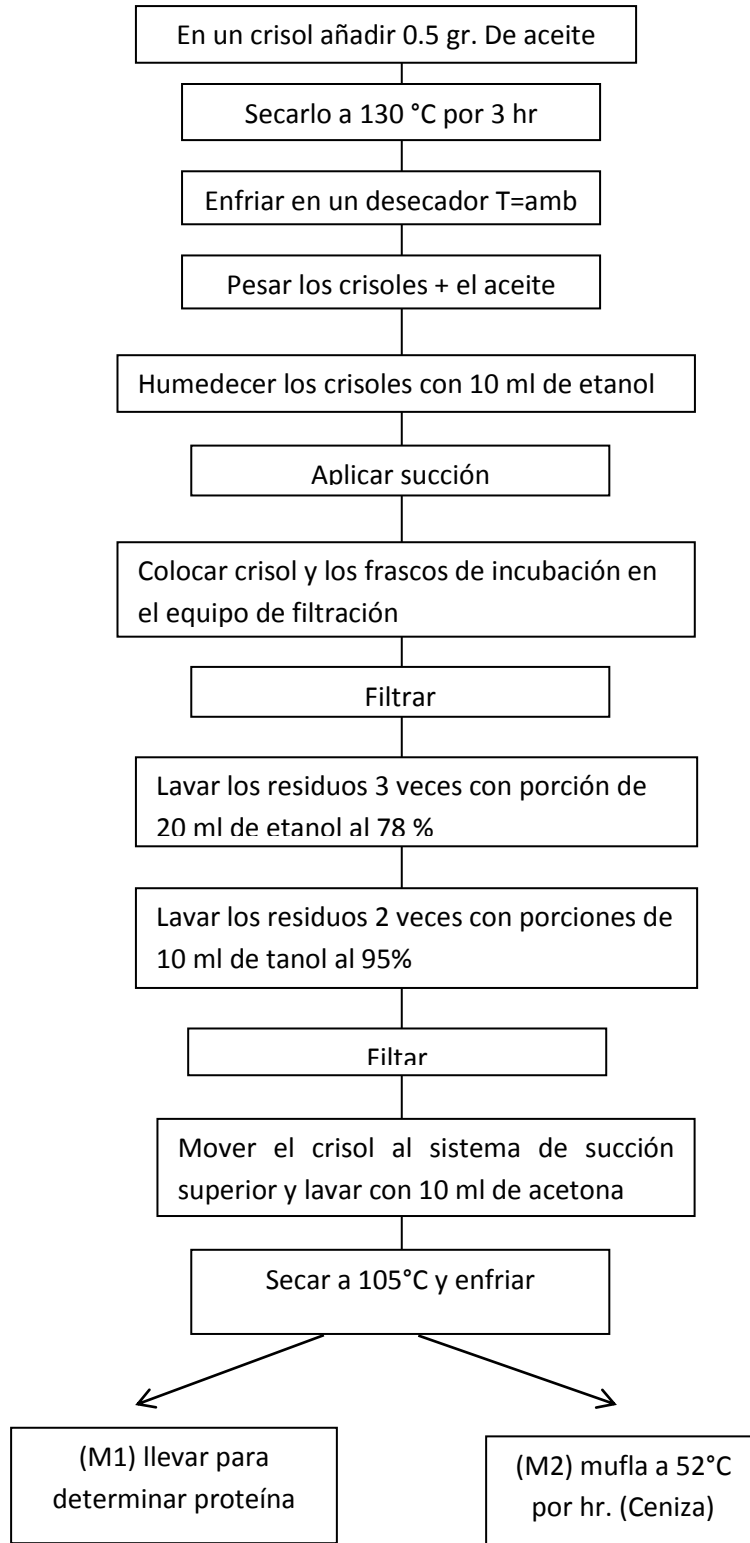 En un crisol añadir 0.5 gr. De aceite
Secarlo a 130 °C por 3 hr
Enfriar en un desecador T=amb
Pesar los crisoles + el aceite
Humedecer los crisoles con 10 ml de etanol
Aplicar succión
Colocar crisol y los frascos de incubación en
el equipo de filtración
Filtrar
Lavar los residuos 3 veces con porción de
20 ml de etanol al 78 %
Lavar los residuos 2 veces con porciones de
10 ml de tanol al 95%
Filtar
Mover el crisol al sistema de succión
superior y lavar con 10 ml de acetona
Secar a 105°C y enfriar
(M1) llevar para
determinar proteína
(M2) mufla a 52°C
por hr. (Ceniza)